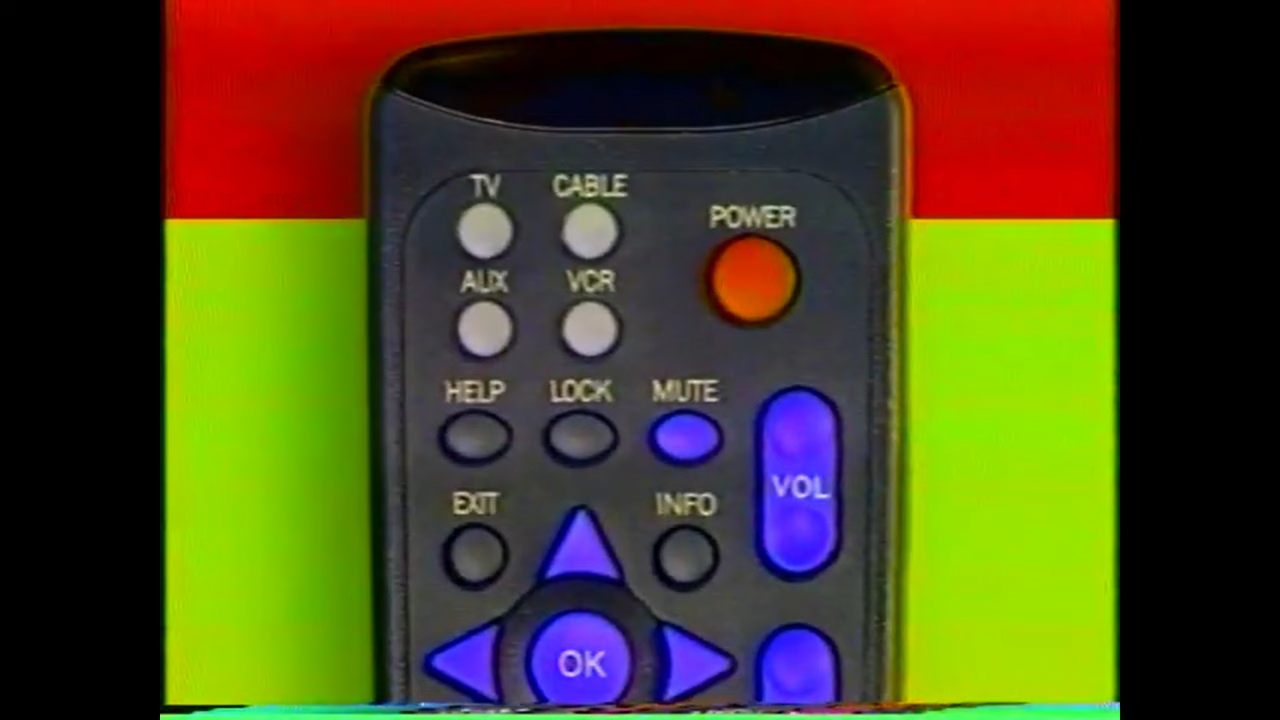 TV CABLE
POWER
AUX VCR
HELP LOCK MUTE
VOL
EXIT INFO
OK